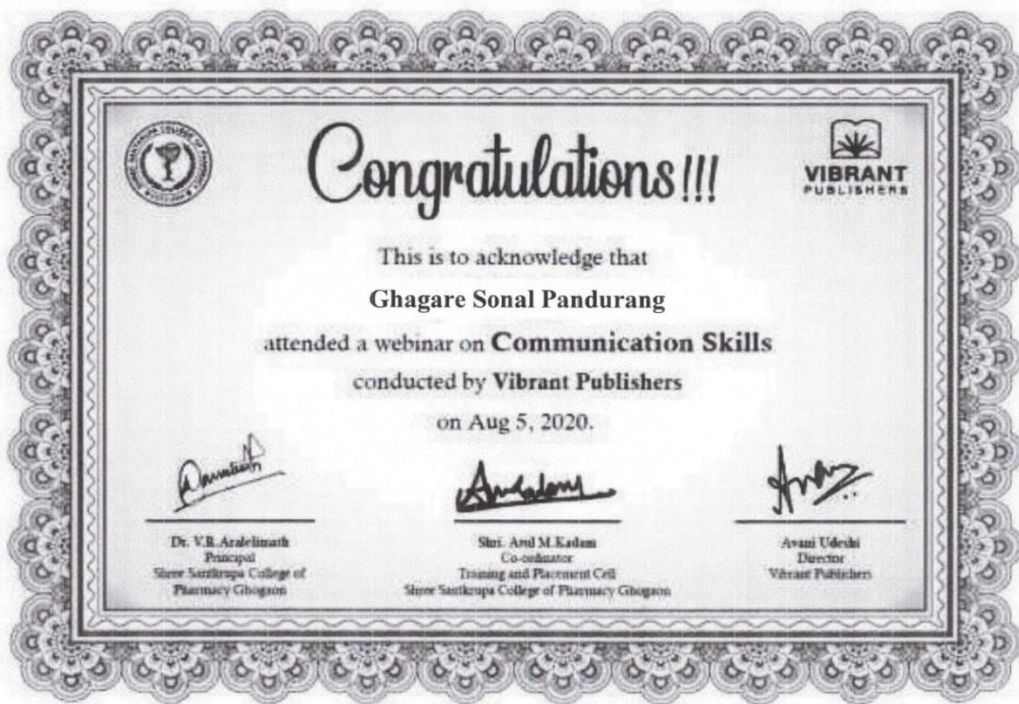 Congratulations!!!
VIBRANT
PUBLISHERS
This is to acknowledge that
Ghagare Sonal Pandurang
attended a webinar on Communication Skills
conducted by Vibrant Publishers
on Aug 5, 2020.
Dr. V.R.Aralelimath
Principal
Shree Santkrupa College of
Pharmacy Ghogaon
Shri. M.Kadam
Co-ordinator
Training and Placement Cell
Shree Santkrupa College of Pharmacy Ghogaon
Avani Udeshi
Director
Vibrant Publishers